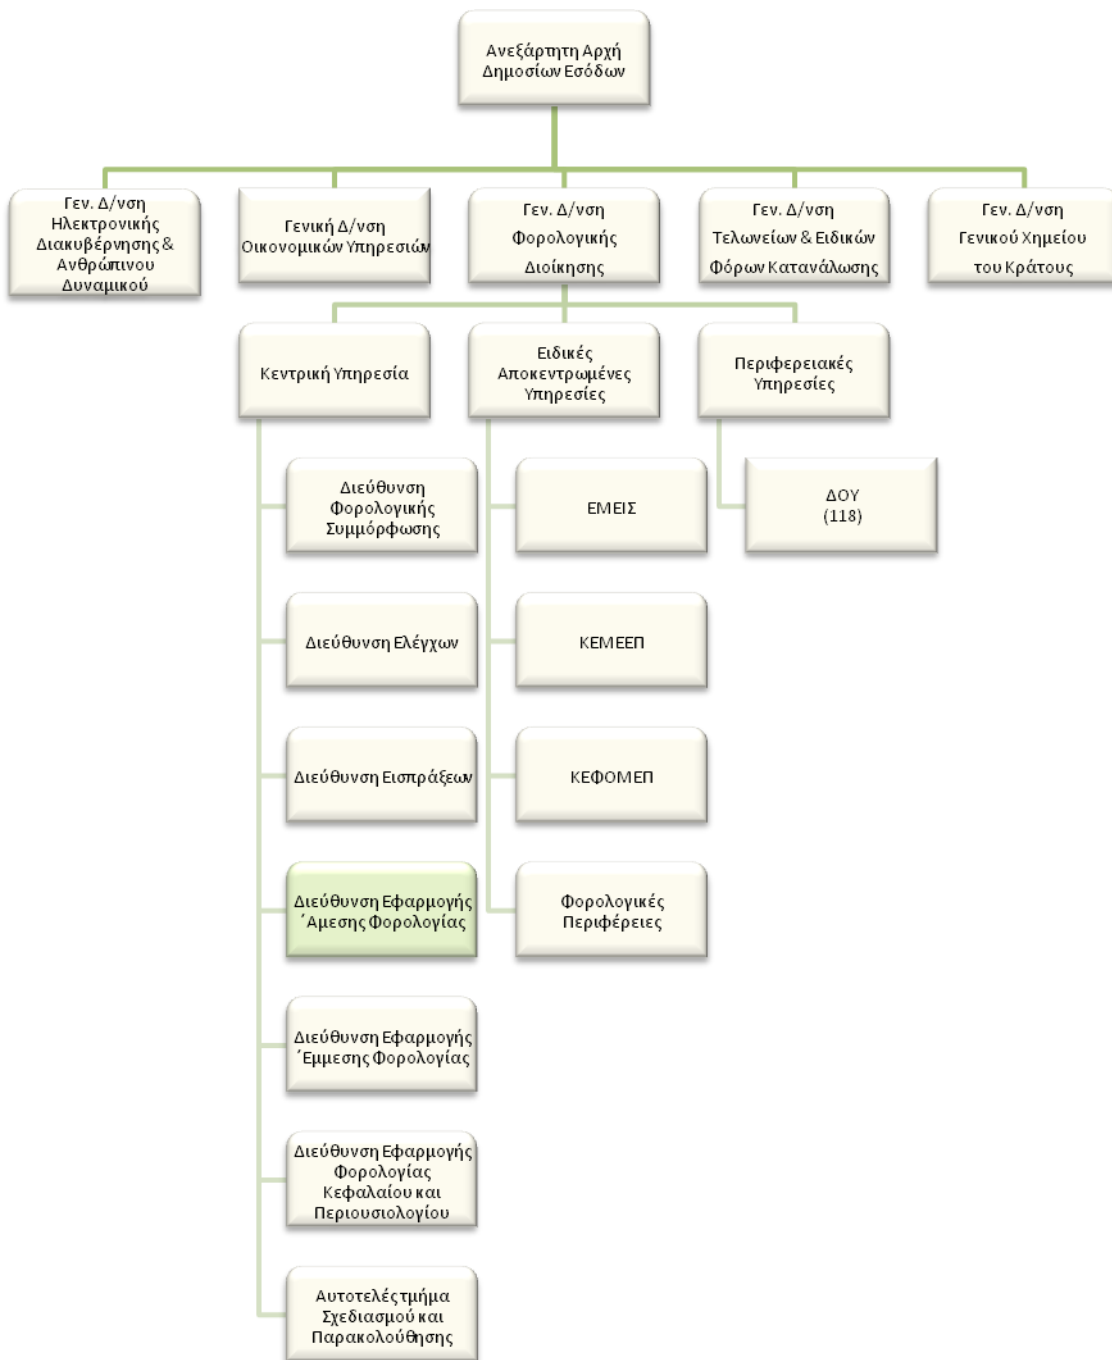 Ανεξάρτητη Αρχή
Δημοσίων Εσόδων
Γεν. Δ/νση
Ηλεκτρονικής
Διακυβέρνησης &
Ανθρώπινου
Δυναμικού
Γενική Δ/νση
Οικονομικών Υπηρεσιών
Γεν. Δ/νση
Φορολογικής
Διοίκησης
Γεν. Δ/νση
Τελωνείων & Ειδικών
Φόρων Κατανάλωσης
Γεν. Δ/νση
Γενικού Χημείου
του Κράτους
Κεντρική Υπηρεσία
Ειδικές
Αποκεντρωμένες
Υπηρεσίες
Περιφερειακές
Υπηρεσίες
Διεύθυνση
Φορολογικής
Συμμόρφωσης
ΕΜΕΙΣ
ΔΟΥ
(118)
Διεύθυνση Ελέγχων
ΚΕΜΕΕΠ
Διεύθυνση Εισπράξεων
ΚΕΦΟΜΕΠ
Διεύθυνση Εφαρμογής
΄Αμεσης Φορολογίας
Φορολογικές
Περιφέρειες
Διεύθυνση Εφαρμογής
΄Εμμεσης Φορολογίας
Διεύθυνση Εφαρμογής
Φορολογίας
Κεφαλαίου και
Περιουσιολογίου
Αυτοτελές τμήμα
Σχεδιασμού και
Παρακολούθησης